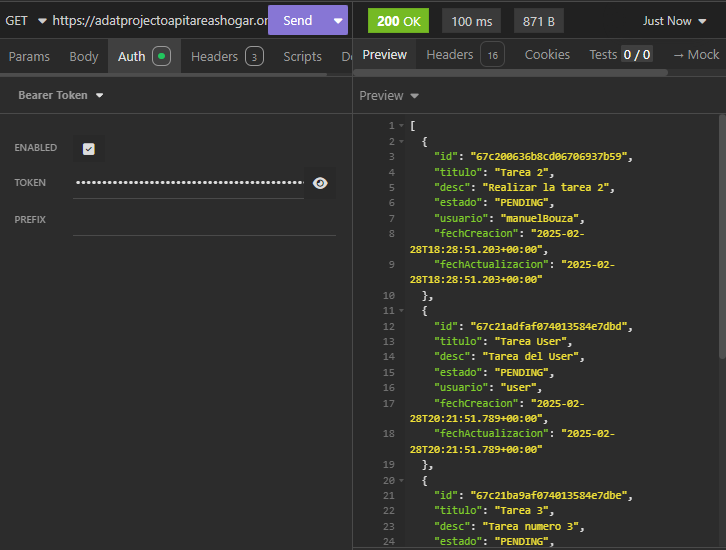 GET https://adatprojectoapitareashogar.or Send
200 OK 100 ms 871 B Just Now
Params Body Auth Headers 3 Scripts
Preview Headers 16 Cookies Tests 0 / 0 → Mock
Bearer Token
Preview
ENABLED
TOKEN ••••••••••••••••••••••••••••••••••••••
PREFIX
1 [
2 {
3 "id": "67c200636b8cd06706937b59",
4 "titulo": "Tarea 2",
5 "desc": "Realizar la tarea 2",
6 "estado": "PENDING",
7 "usuario": "manuelBouza",
8 "fechCreacion": "2025-02-
28T18:28:51.203+00:00",
9 "fechActualizacion": "2025-02-
28T18:28:51.203+00:00"
10 },
11 {
12 "id": "67c21adfaf074013584e7dbd",
13 "titulo": "Tarea User",
14 "desc": "Tarea del User",
15 "estado": "PENDING",
16 "usuario": "user",
17 "fechCreacion": "2025-02-
28T20:21:51.789+00:00",
18 "fechActualizacion": "2025-02-
28T20:21:51.789+00:00"
19 },
20 {
21 "id": "67c21ba9af074013584e7dbe",
22 "titulo": "Tarea 3",
23 "desc": "Tarea numero 3",
24 "estado": "PENDING",